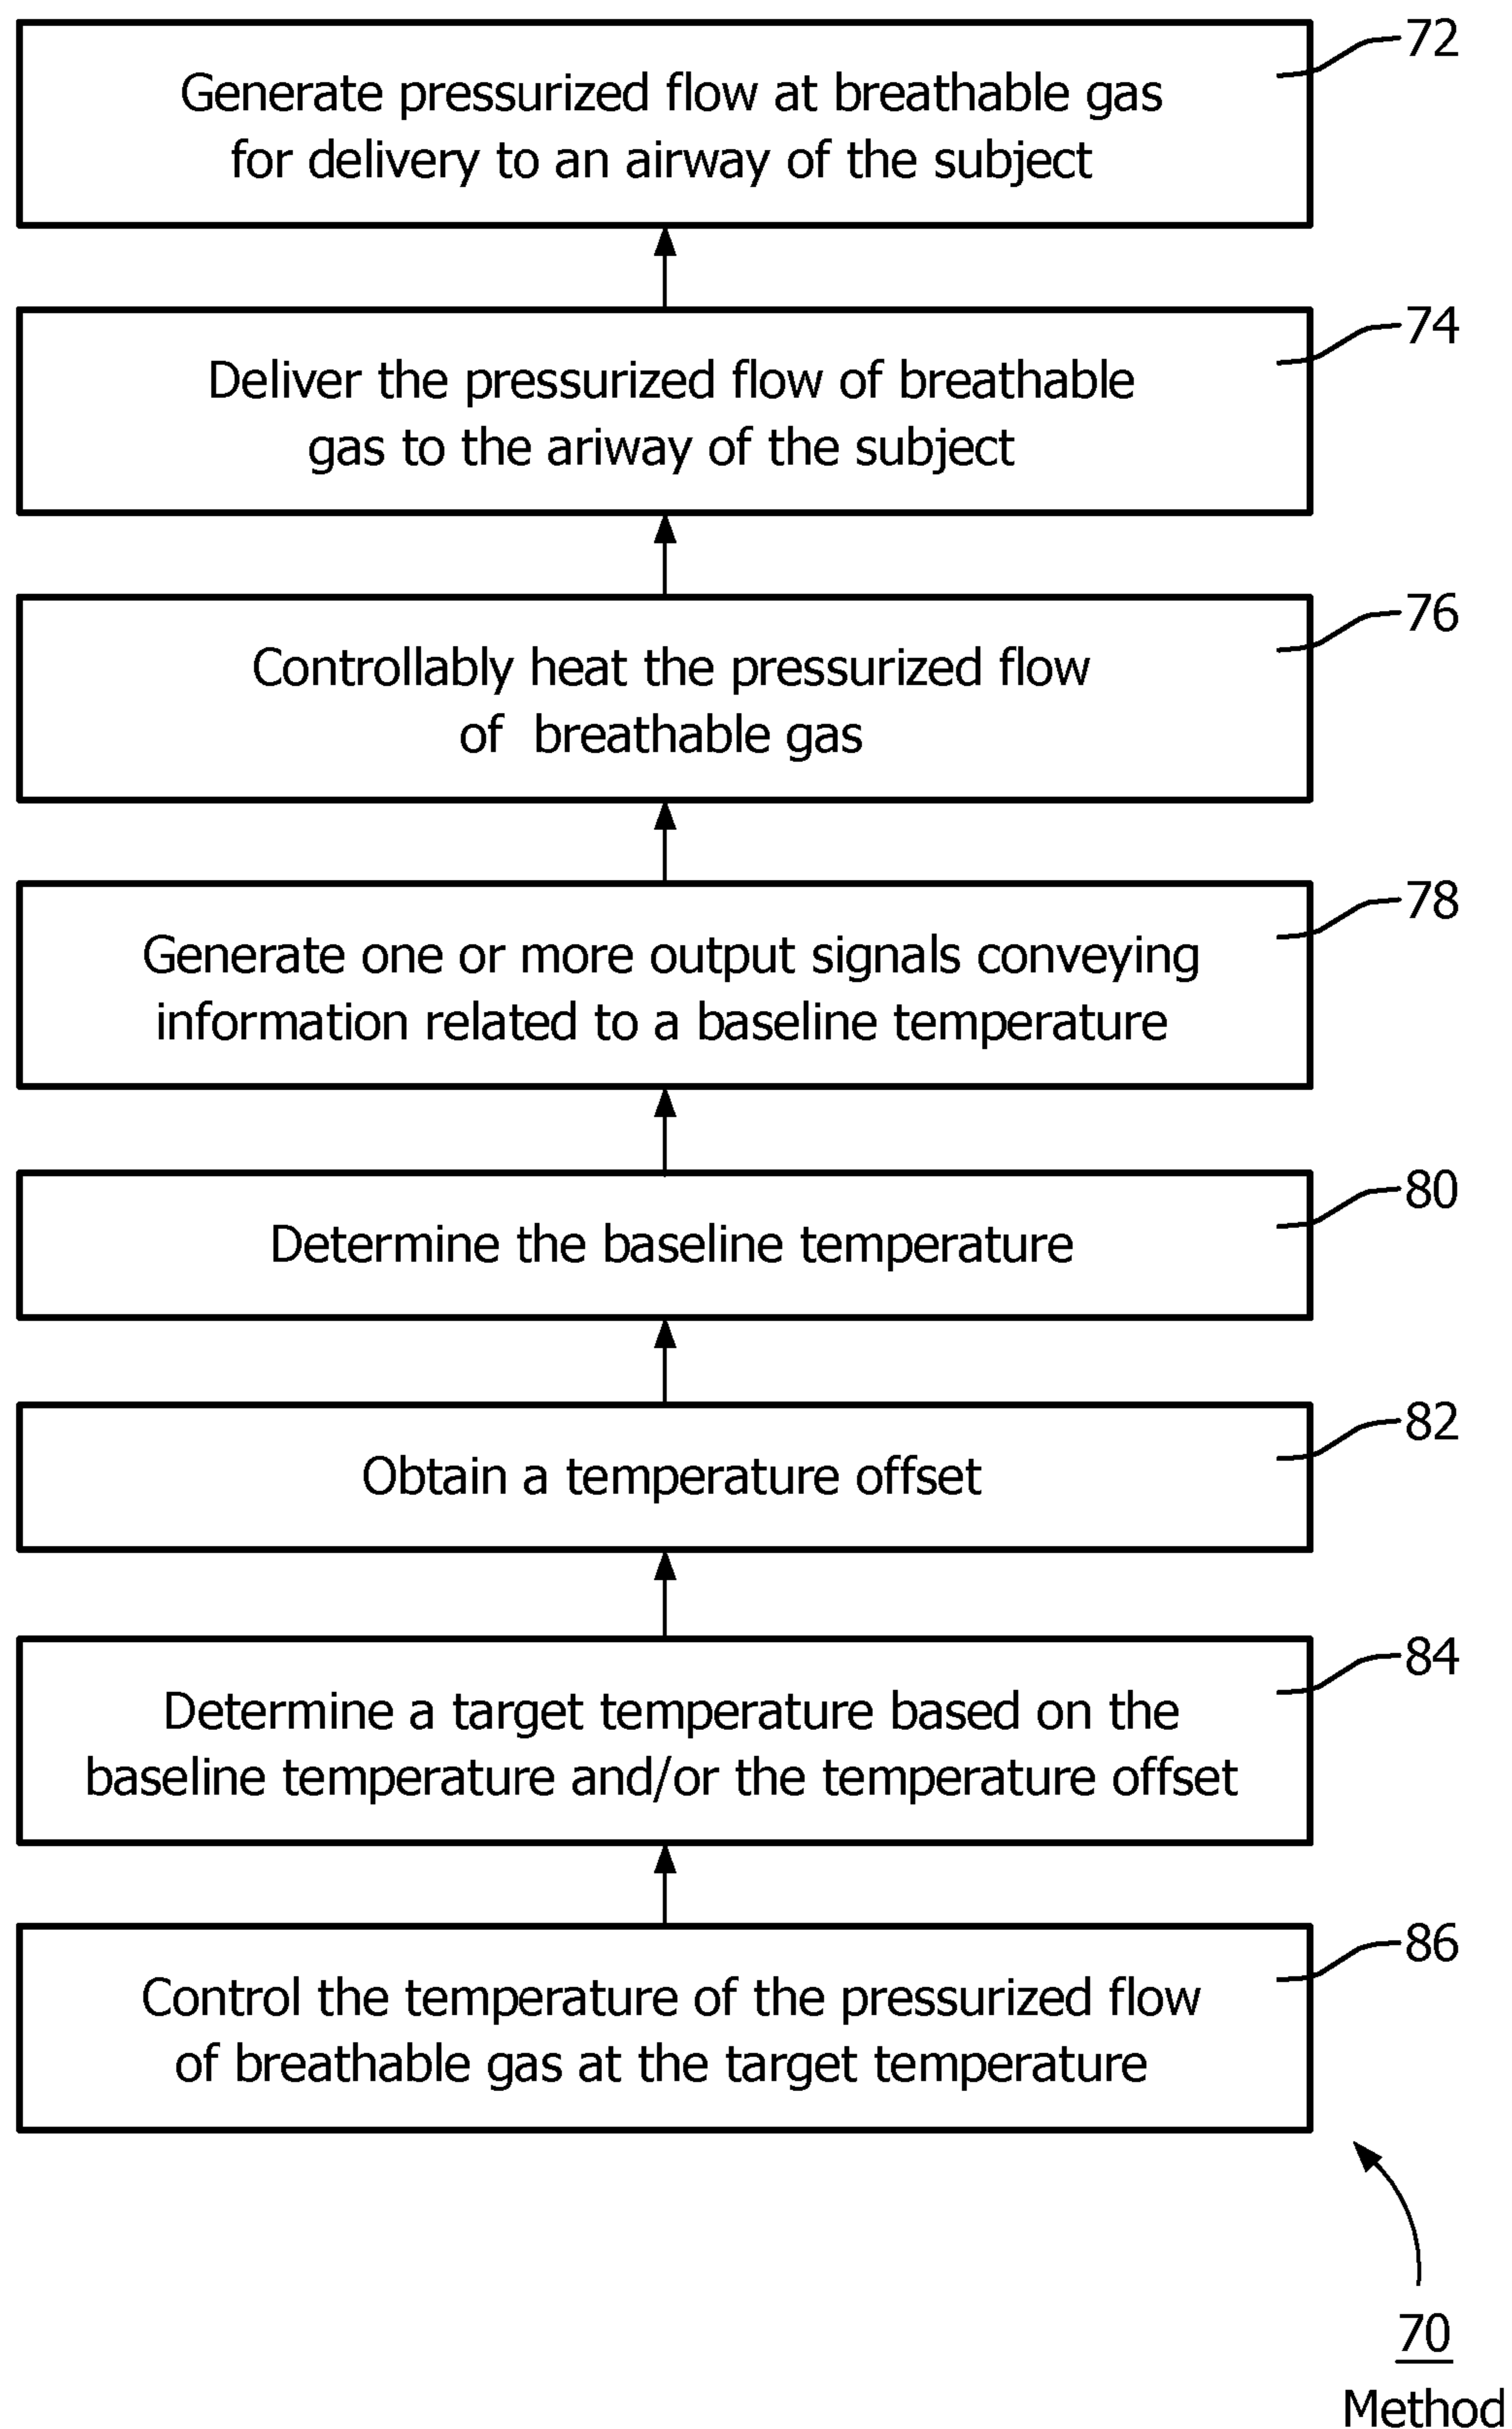 72
Generate pressurized flow at breathable gas
for delivery to an airway of the subject
74
Deliver the pressurized flow of breathable
gas to the ariway of the subject
76
Controllably heat the pressurized flow
of breathable gas
78
Generate one or more output signals conveying
information related to a baseline temperature
80
Determine the baseline temperature
82
Obtain a temperature offset
84
Determine a target temperature based on the
baseline temperature and/or the temperature offset
86
Control the temperature of the pressurized flow
of breathable gas at the target temperature
70
Method